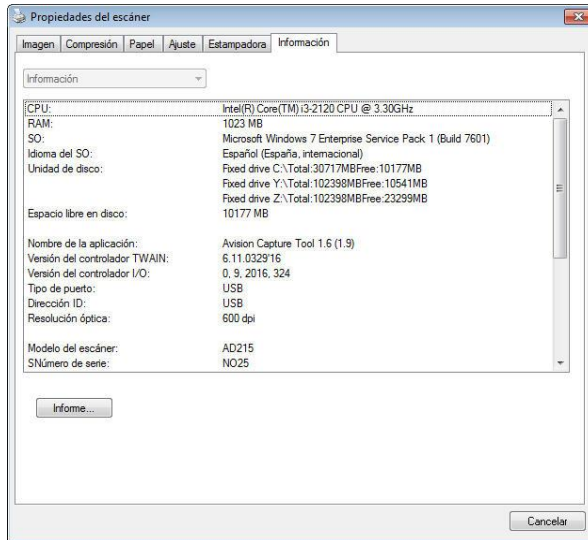 Propiedades del escáner
Imagen Compresión Papel Ajuste Estampadora Información
Información
CPU: Intel(R) Core(TM) i3-2120 CPU @ 3.30GHz
RAM: 1023 MB
SO: Microsoft Windows 7 Enterprise Service Pack 1 (Build 7601)
Idioma del SO: Español (España, internacional)
Unidad de disco: Fixed drive C:\Total:30717MBFree:10177MB
Fixed drive Y:\Total:102398MBFree:10541MB
Fixed drive Z:\Total:102398MBFree:23299MB
Espacio libre en disco: 10177 MB
Nombre de la aplicación: Avision Capture Tool 1.6 (1.9)
Versión del controlador TWAIN: 6.11.0329'16
Versión del controlador I/O: 0, 9, 2016, 324
Tipo de puerto: USB
Dirección ID: USB
Resolución óptica: 600 dpi
Modelo del escáner: AD215
SNúmero de serie: NO25
Informe...
Cancelar